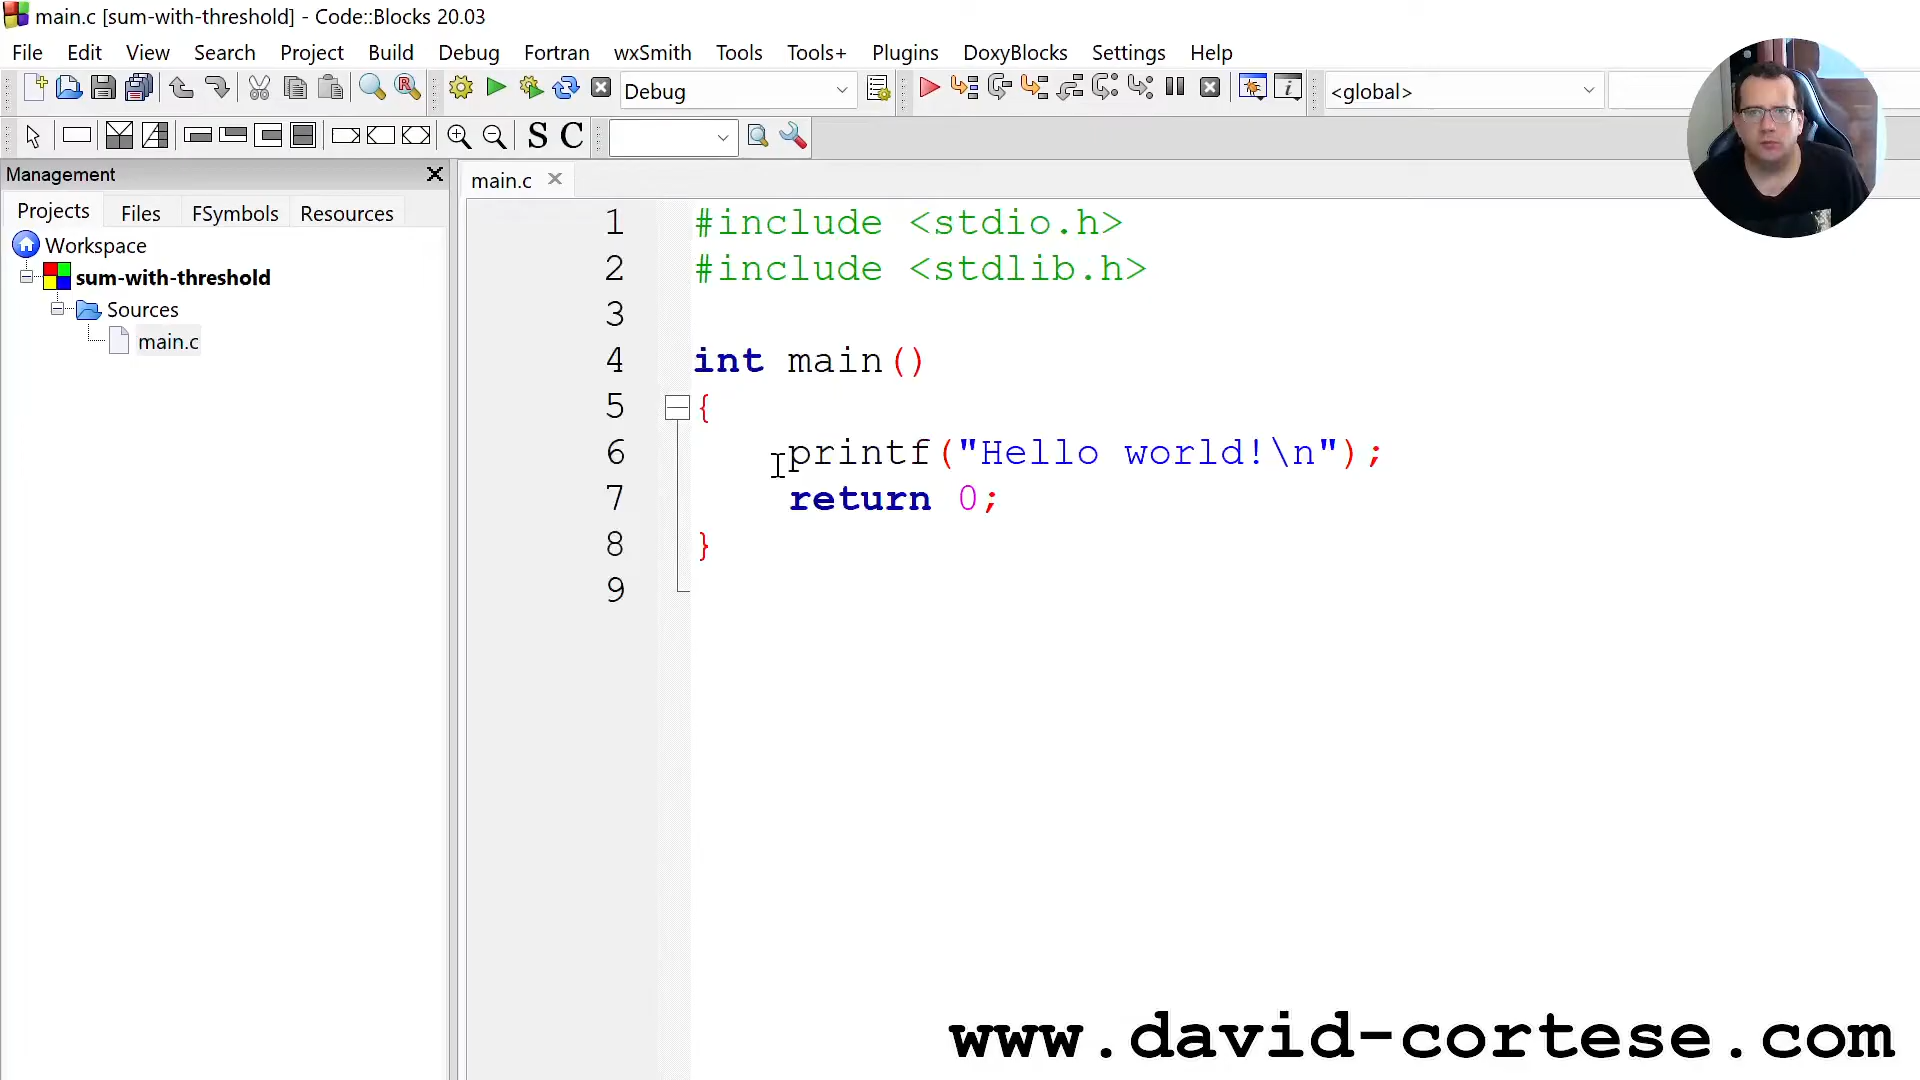 main.c [sum-with-threshold] - Code::Blocks 20.03
File Edit View Search Project Build Debug Fortran wxSmith Tools Tools+ Plugins DoxyBlocks Settings Help
Debug <global>
S C
Management
main.c
Projects Files FSymbols Resources
Workspace
sum-with-threshold
Sources
main.c
1 #include <stdio.h>
2 #include <stdlib.h>
3
4 int main()
5 {
6 printf("Hello world!\n");
7 return 0;
8 }
9
www.david-cortese.com